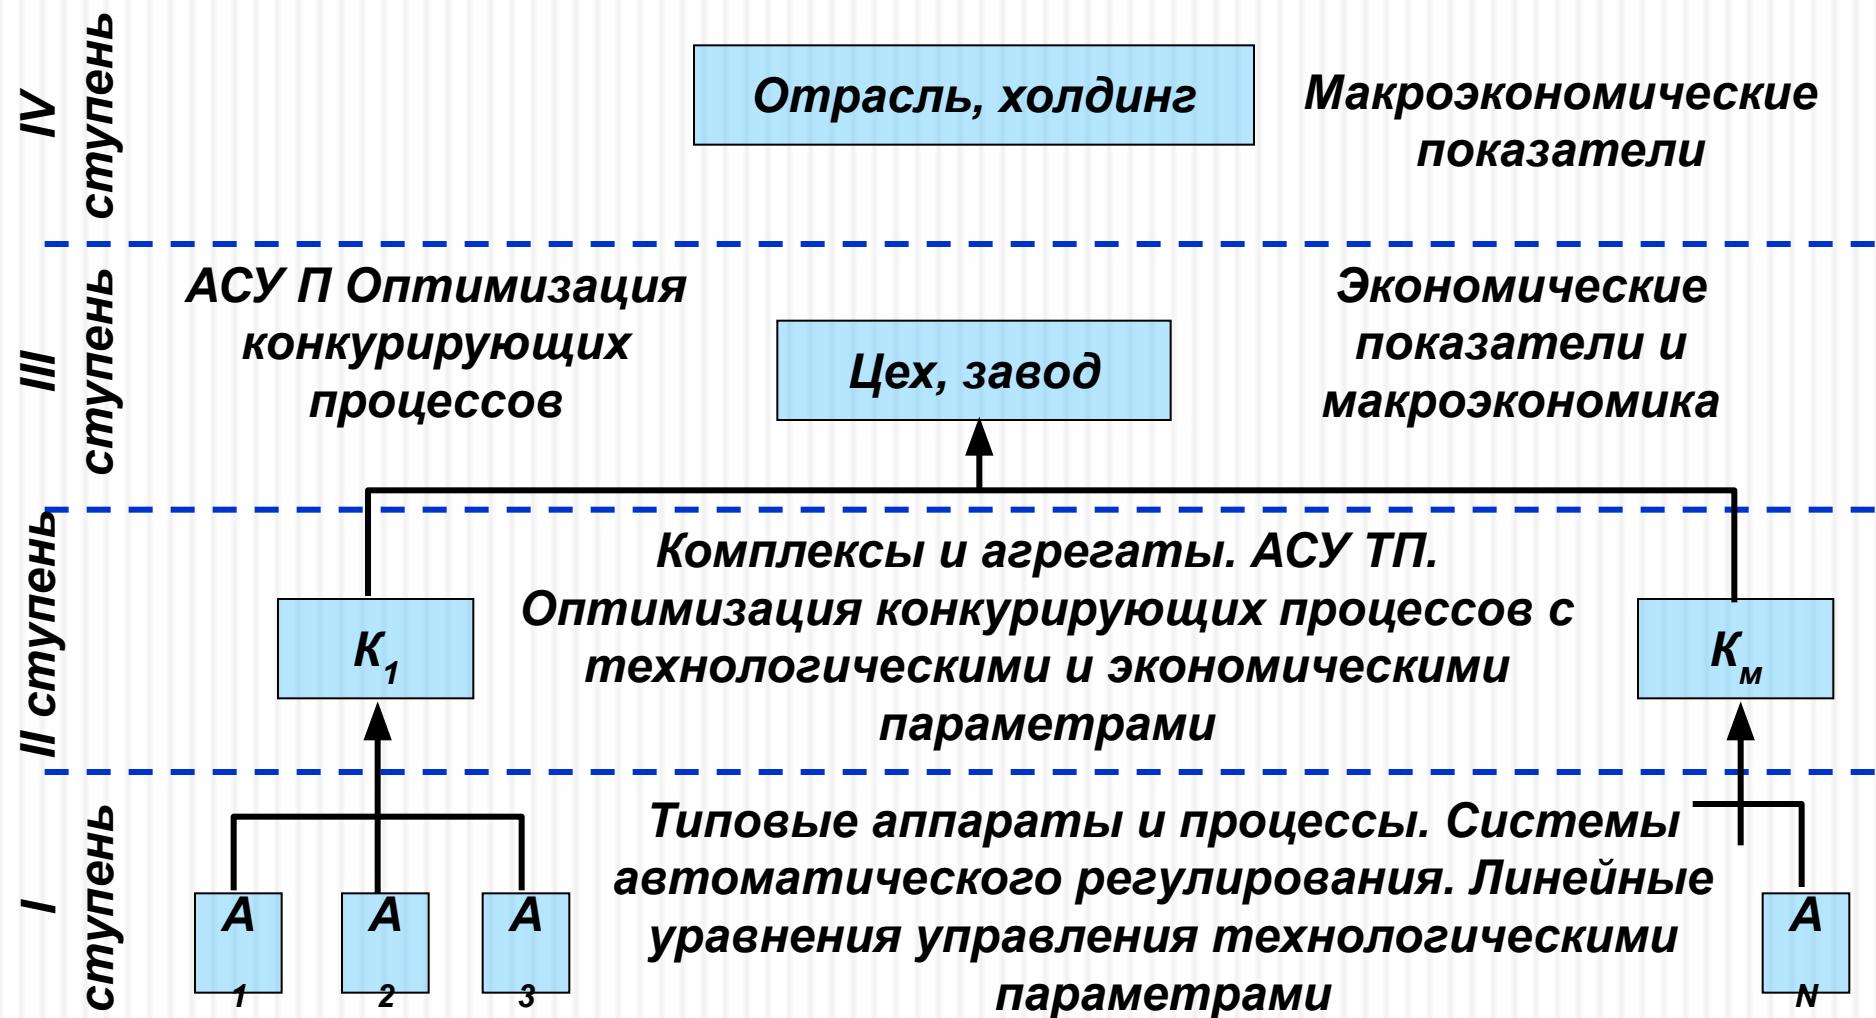 IV
ступень
Отрасль, холдинг
Макроэкономические
показатели
III
ступень
АСУ П Оптимизация
конкурирующих
процессов
Цех, завод
Экономические
показатели и
макроэкономика
II ступень
К1
Комплексы и агрегаты. АСУ ТП.
Оптимизация конкурирующих процессов с
технологическими и экономическими
параметрами
Км
I
ступень
А
1
А
2
А
3
Типовые аппараты и процессы. Системы
автоматического регулирования. Линейные
уравнения управления технологическими
параметрами
А
N